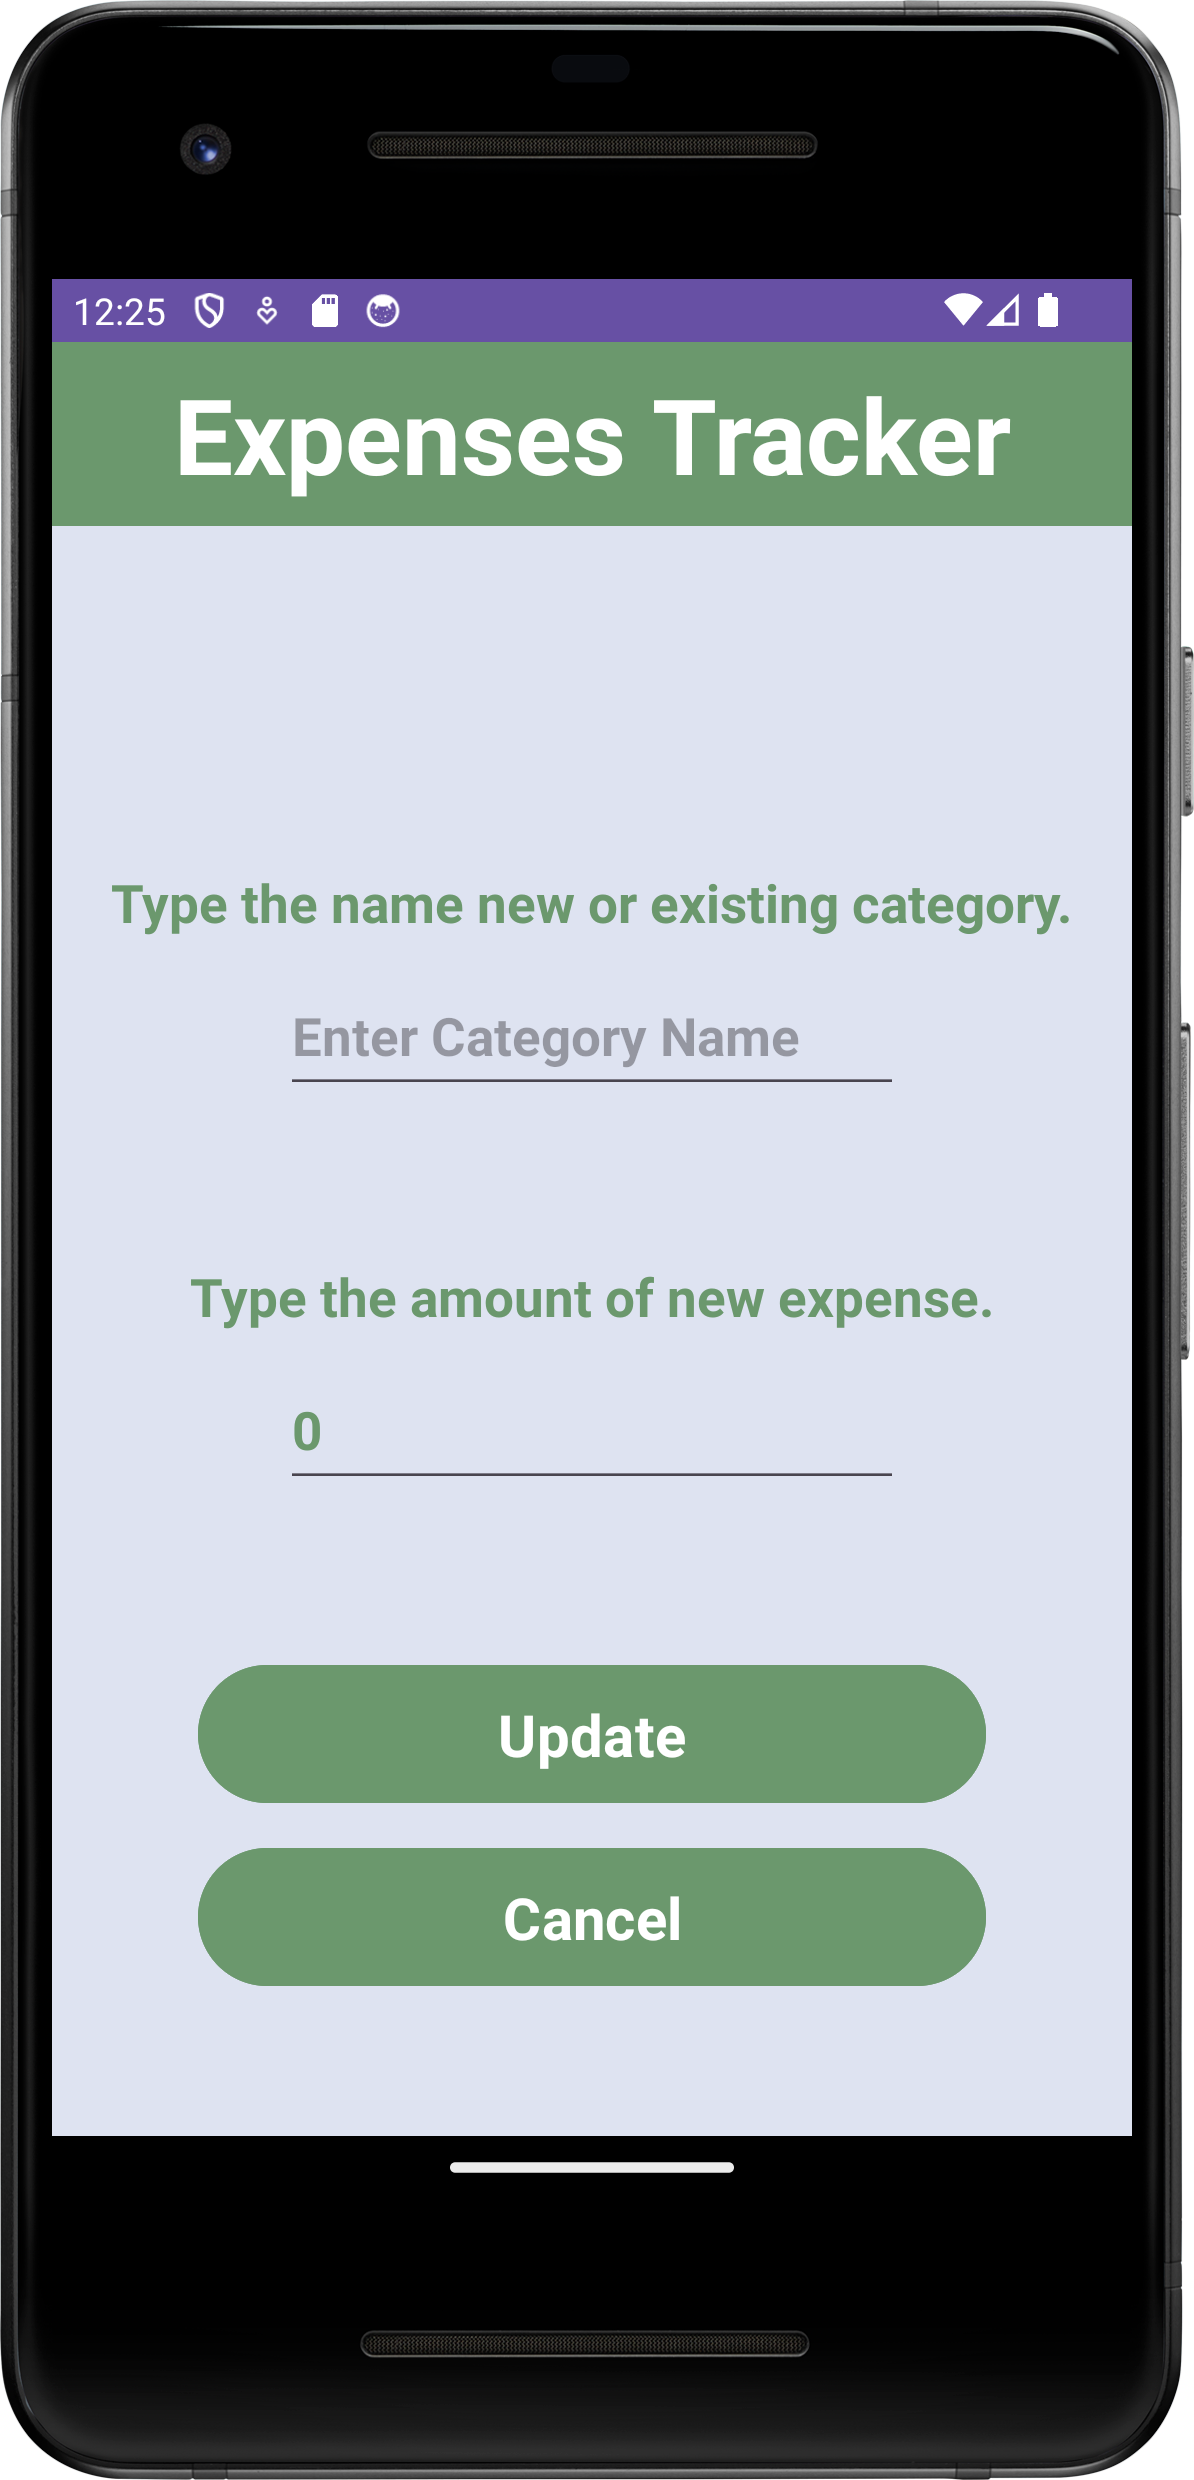 12:25
Expenses Tracker
Type the name new or existing category.
Enter Category Name
Type the amount of new expense.
0
Update
Cancel